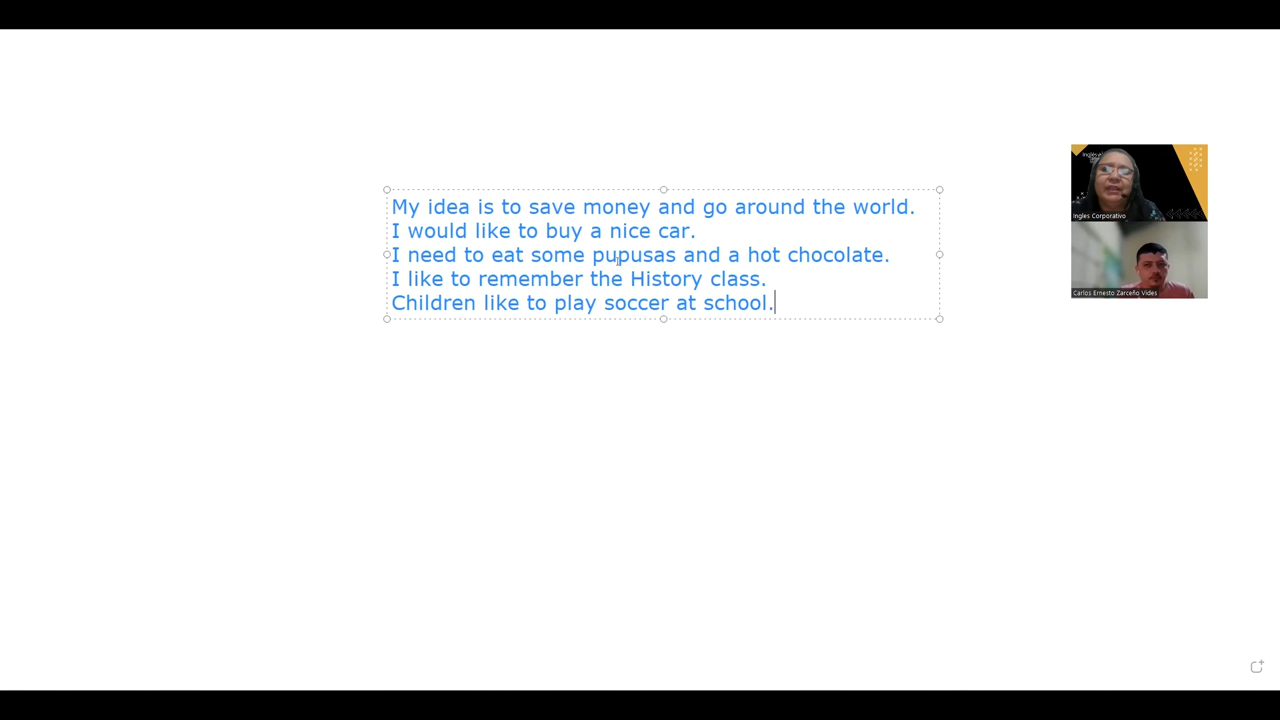 My idea is to save money and go around the world.
I would like to buy a nice car.
I need to eat some pupusas and a hot chocolate.
I like to remember the History class.
Children like to play soccer at school.
Ingles Corporativo
Carlos Ernesto Zarceño Vides